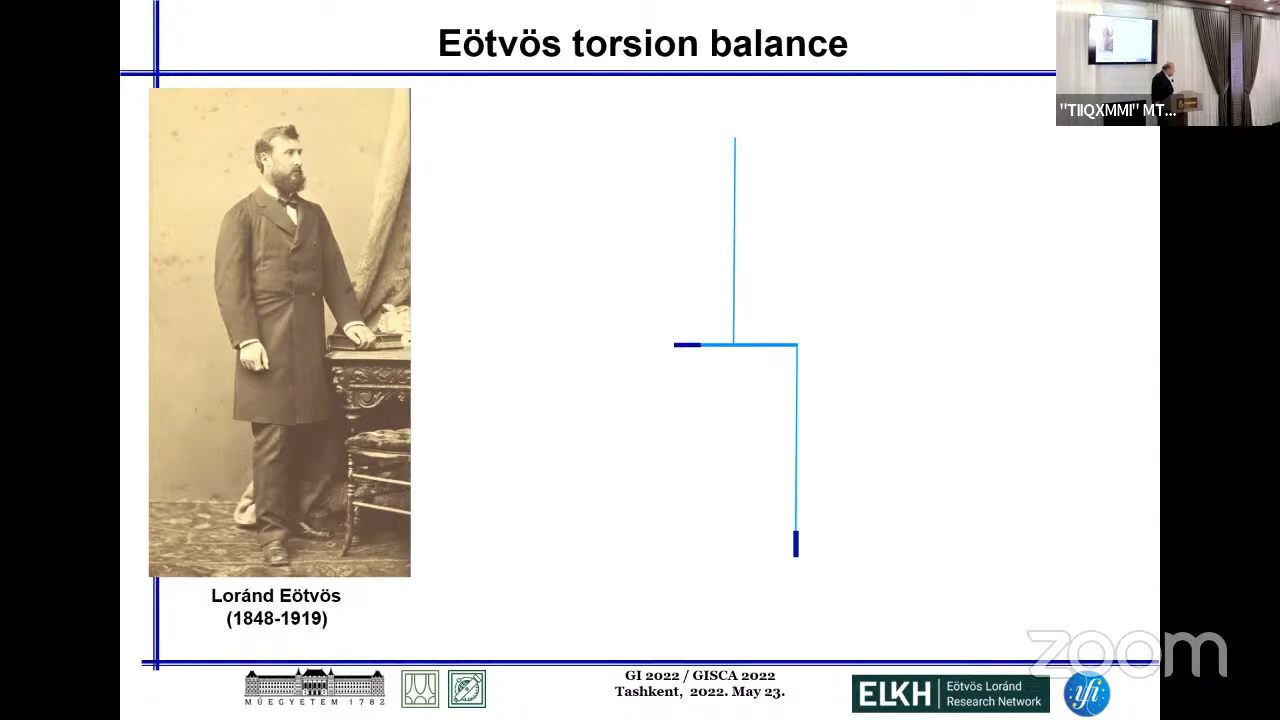 Eötvös torsion balance
"TIIQXMMI" MT...
Loránd Eötvös
(1848-1919)
MŰEGYETEM 1782
GI 2022 / GISCA 2022
Tashkent, 2022. May 23.
ELKH
Eötvös Loránd
Research Network
yfi
zoom